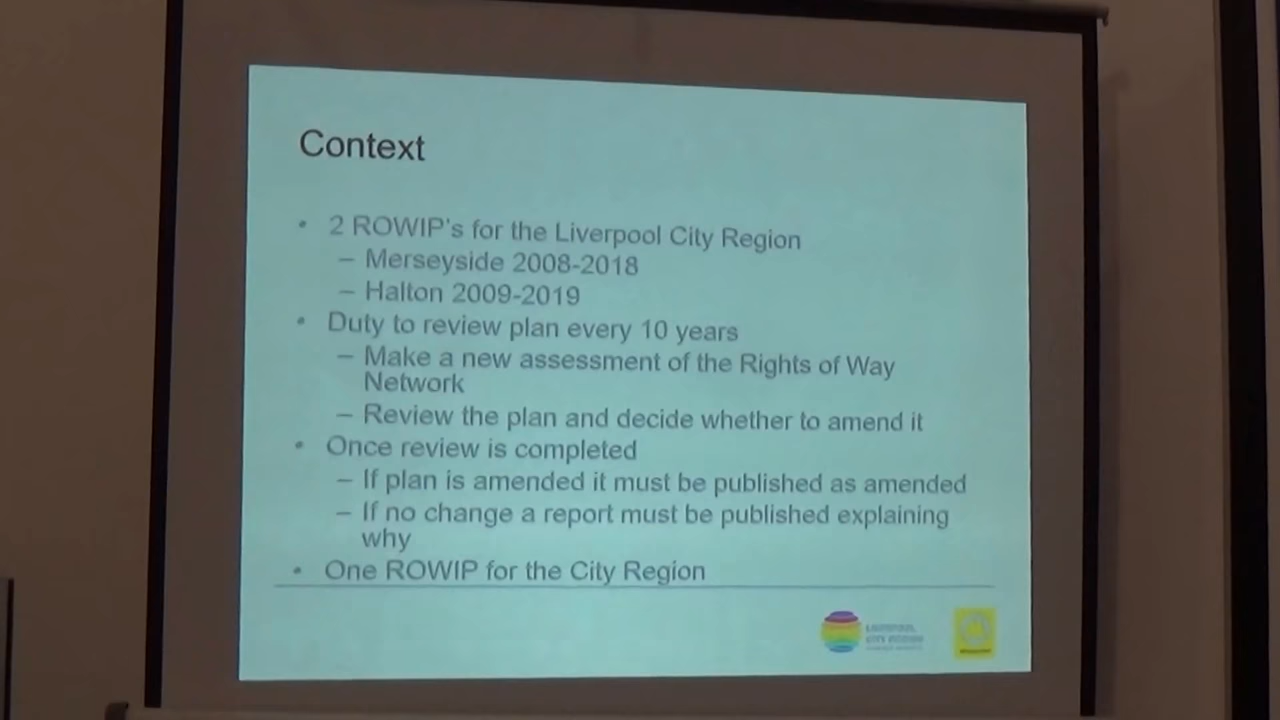 Context
• 2 ROWIP's for the Liverpool City Region
– Merseyside 2008-2018
– Halton 2009-2019
• Duty to review plan every 10 years
– Make a new assessment of the Rights of Way
Network
– Review the plan and decide whether to amend it
• Once review is completed
– If plan is amended it must be published as amended
– If no change a report must be published explaining
why
• One ROWIP for the City Region
LIVERPOOL
CITY REGION